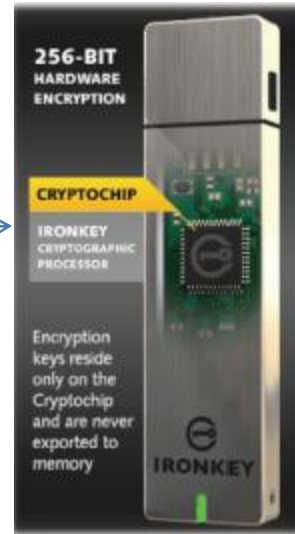 256-BIT
HARDWARE
ENCRYPTION
CRYPTOCHIP
IRONKEY
CRYPTOGRAPHIC
PROCESSOR
Encryption
keys reside
only on the
Cryptochip
and are never
exported to
memory
IRONKEY